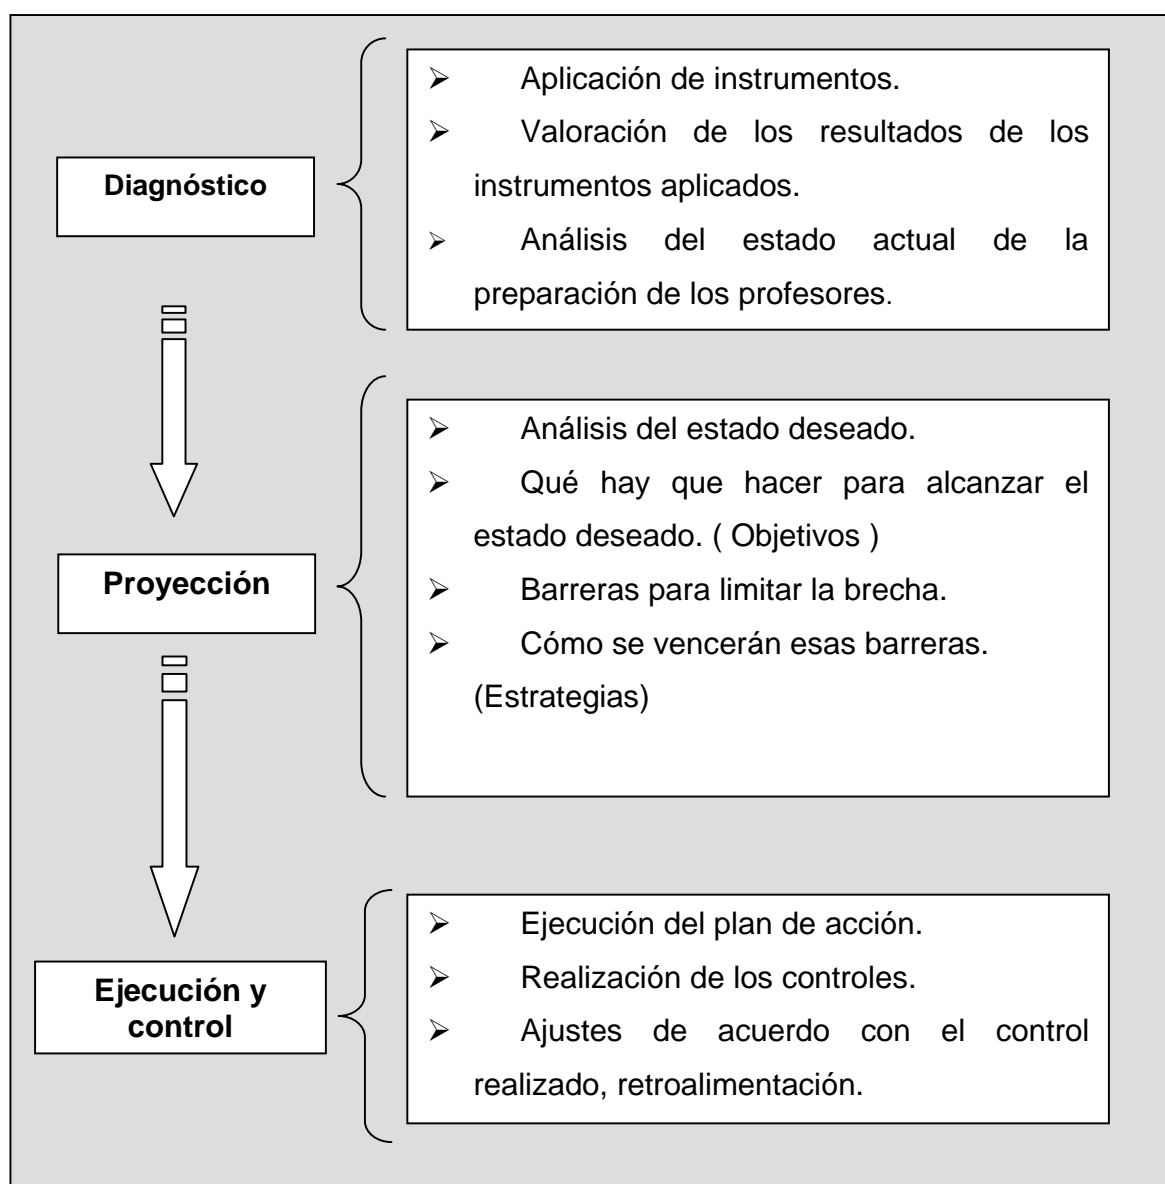 Diagnóstico
➢ Aplicación de instrumentos.
➢ Valoración de los resultados de los
instrumentos aplicados.
➢ Análisis del estado actual de la
preparación de los profesores.
Proyección
➢ Análisis del estado deseado.
➢ Qué hay que hacer para alcanzar el
estado deseado. ( Objetivos )
➢ Barreras para limitar la brecha.
➢ Cómo se vencerán esas barreras.
(Estrategias)
Ejecución y
control
➢ Ejecución del plan de acción.
➢ Realización de los controles.
➢ Ajustes de acuerdo con el control
realizado, retroalimentación.